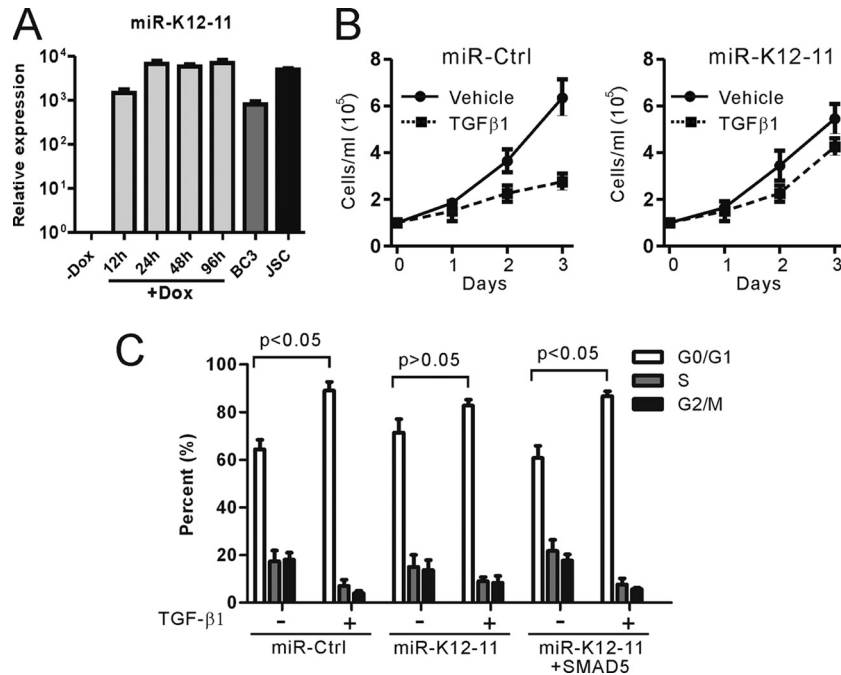 A
miR-K12-11
Relative expression
10⁴
10³
10²
10¹
10⁰
-Dox
12h
24h
48h
96h
BC3
JSC
+Dox
B
miR-Ctrl
Cells/ml (10⁵)
8
6
4
2
0
Vehicle
TGFβ1
0 1 2 3
Days
miR-K12-11
Cells/ml (10⁵)
8
6
4
2
0
Vehicle
TGFβ1
0 1 2 3
Days
C
Percent (%)
100
80
60
40
20
0
p<0.05
p>0.05
p<0.05
G0/G1
S
G2/M
TGF-β1 - + - + - +
miR-Ctrl
miR-K12-11
miR-K12-11
+SMAD5